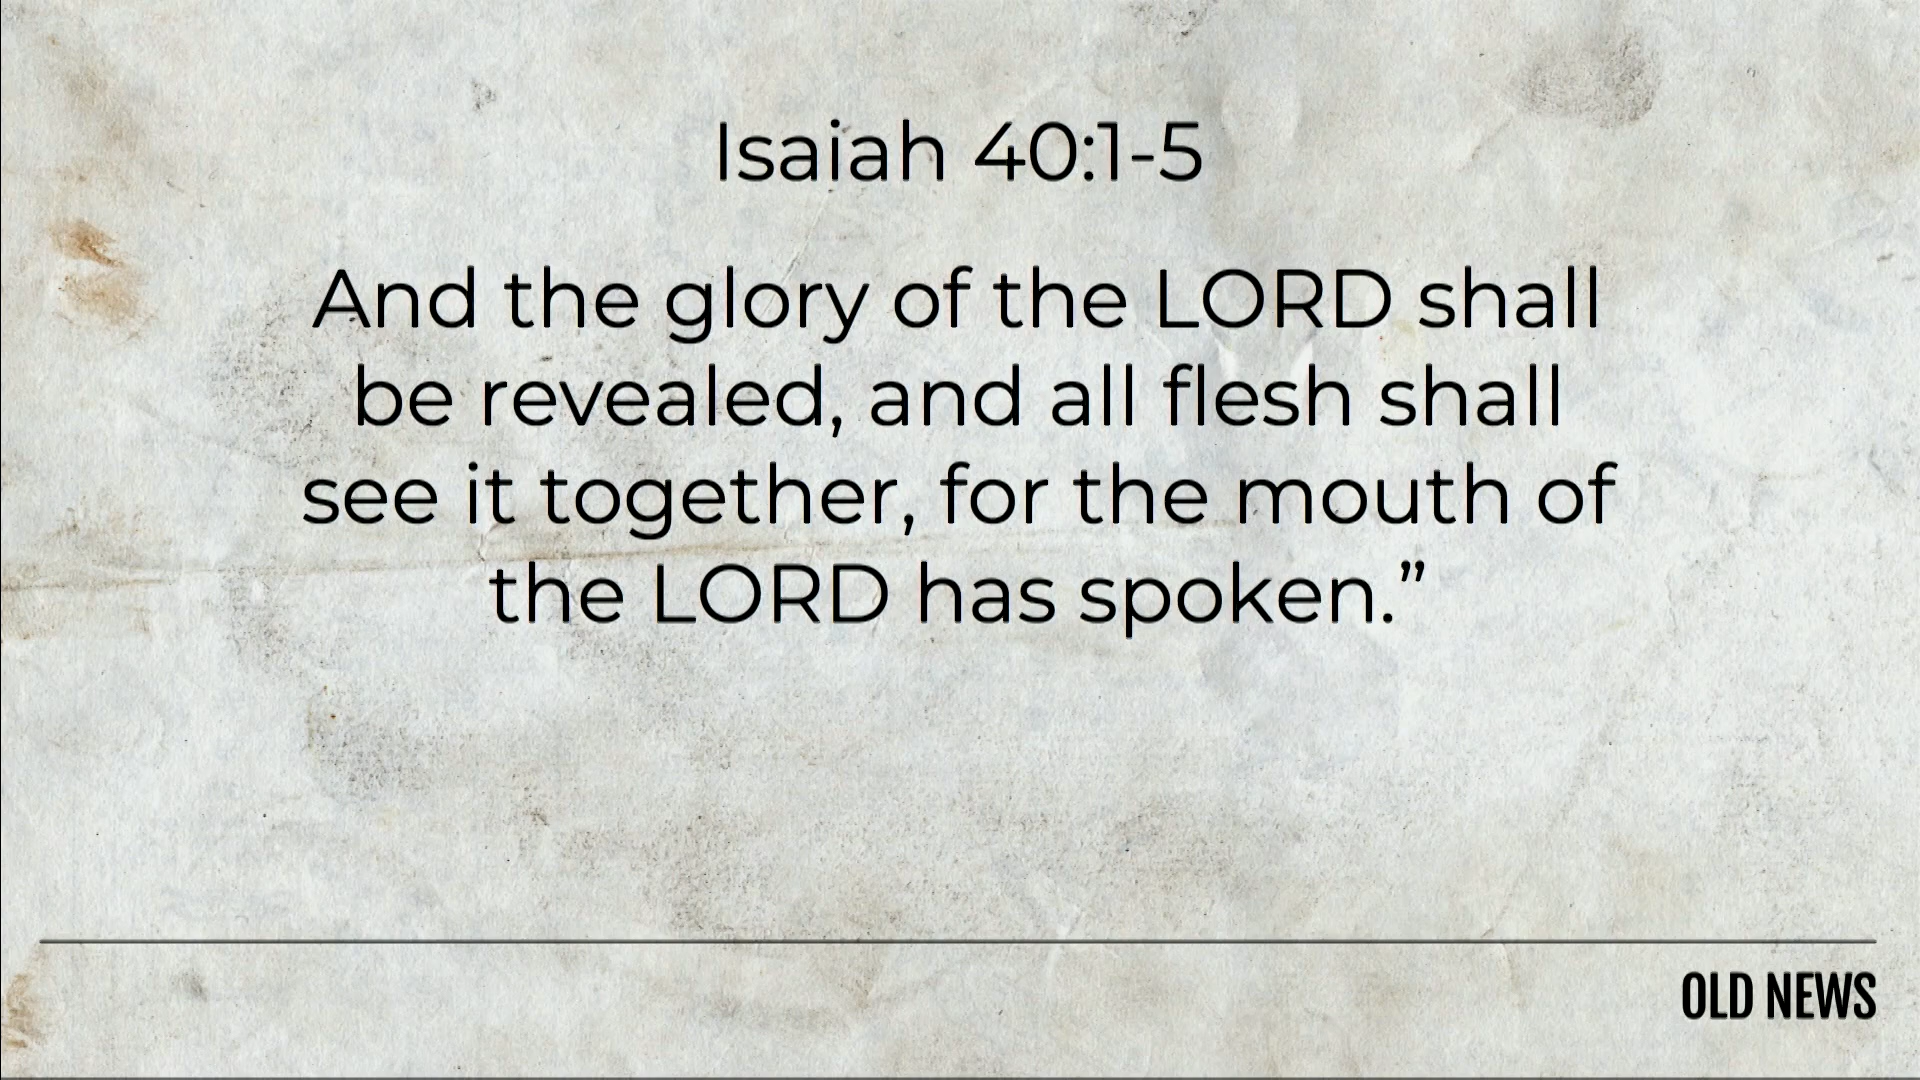 Isaiah 40:1-5
And the glory of the LORD shall
be revealed, and all flesh shall
see it together, for the mouth of
the LORD has spoken.”
OLD NEWS